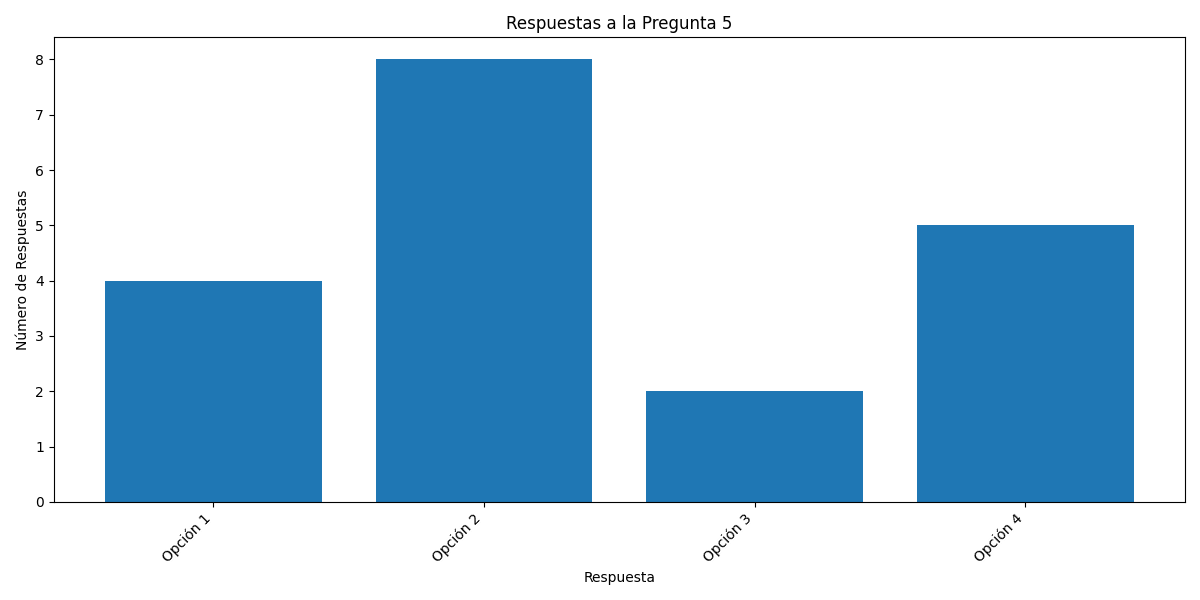 Respuestas a la Pregunta 5
Número de Respuestas
8
7
6
5
4
3
2
1
0
Opción 1
Opción 2
Opción 3
Opción 4
Respuesta